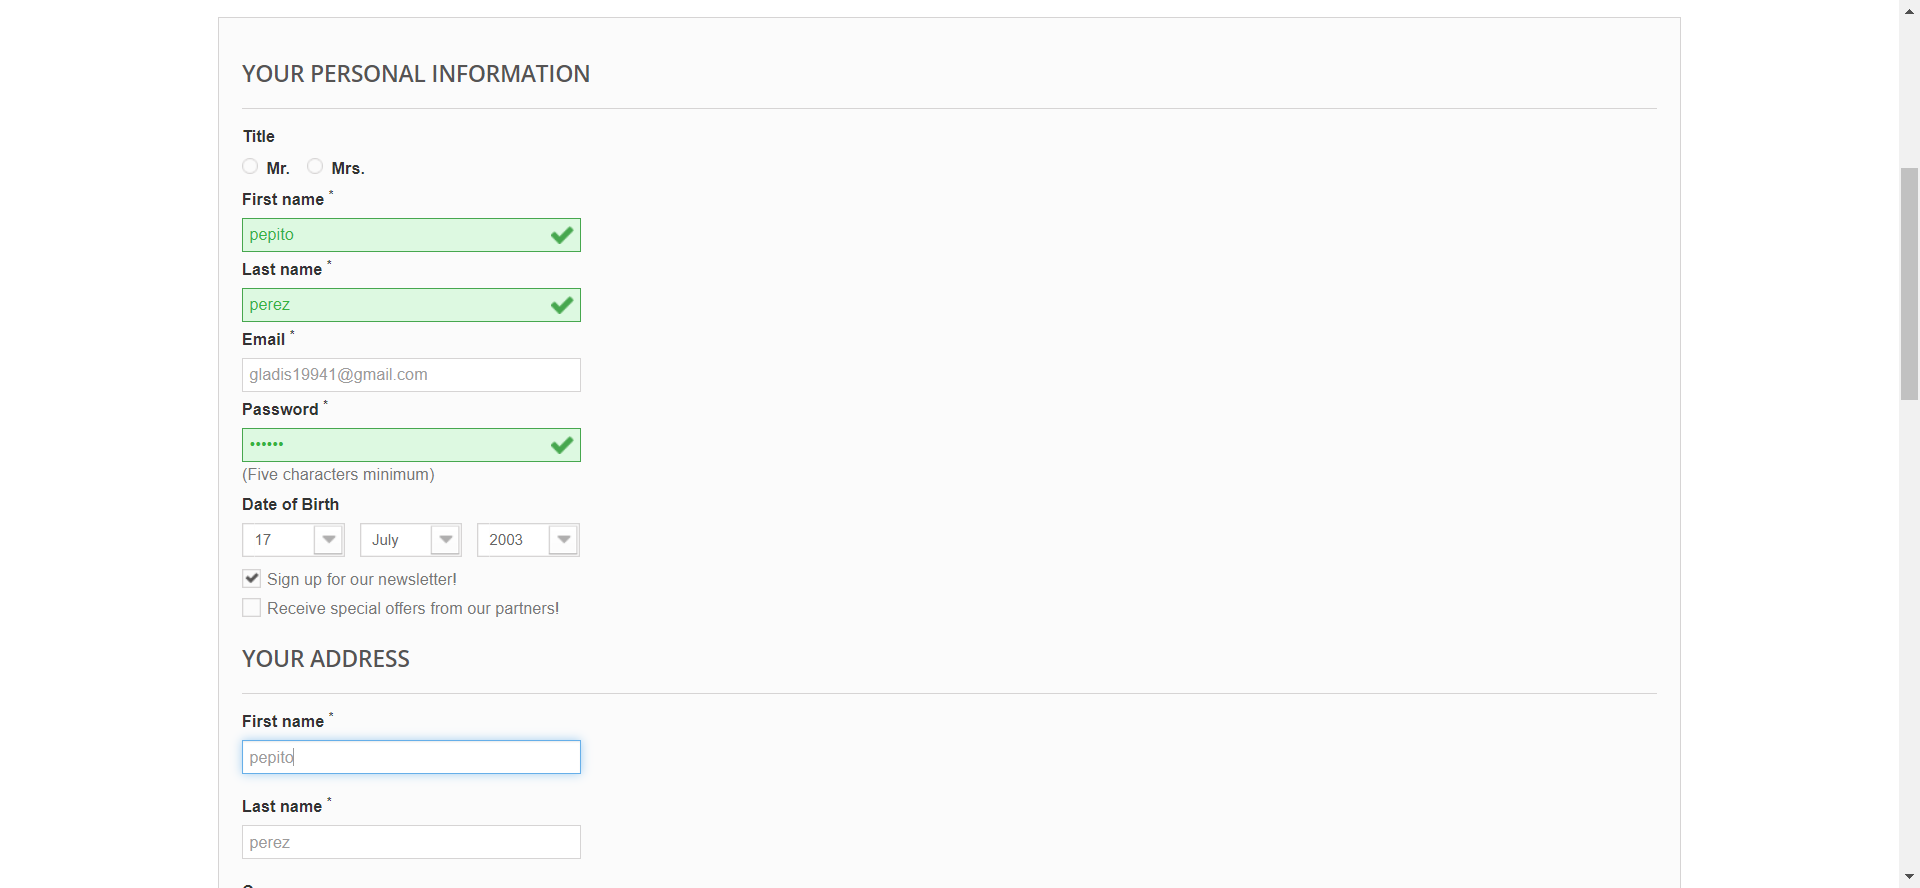 YOUR PERSONAL INFORMATION
Title
Mr. Mrs.
First name *
pepito
Last name *
perez
Email *
gladis19941@gmail.com
Password *
••••••
(Five characters minimum)
Date of Birth
17 July 2003
Sign up for our newsletter!
Receive special offers from our partners!
YOUR ADDRESS
First name *
pepito
Last name *
perez